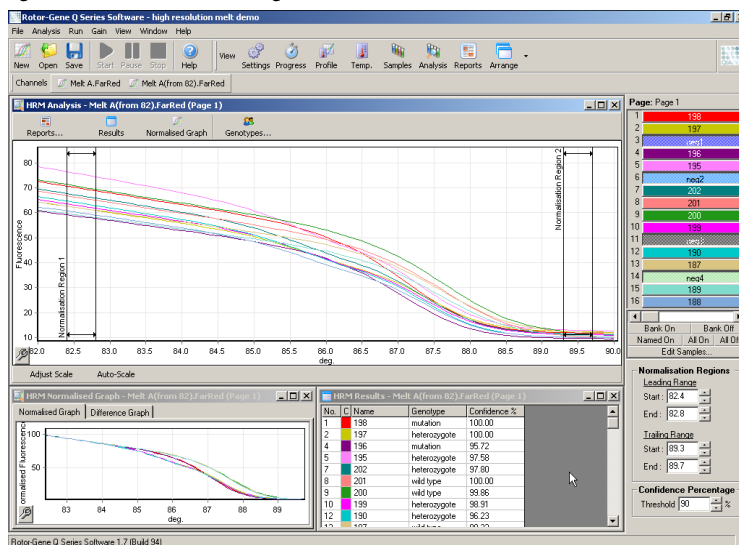 Rotor-Gene Q Series Software - high resolution melt demo
File Analysis Run Gain View Window Help
New Open Save Start Pause Stop Help View Settings Progress Profile Temp. Samples Analysis Reports Arrange
Channels Melt A.FarRed Melt A(from 82).FarRed
HRM Analysis - Melt A(from 82).FarRed (Page 1)
Reports... Results Normalised Graph Genotypes...
Fluorescence
80
70
60
50
40
30
20
10
Normalisation Region 1
Normalisation Region 2
82.0 82.5 83.0 83.5 84.0 84.5 85.0 85.5 86.0 86.5 87.0 87.5 88.0 88.5 89.0 89.5 90.0
deg.
Adjust Scale Auto-Scale
Page: Page 1
1 198
2 197
3 neg1
4 196
5 195
6 neg2
7 202
8 201
9 200
10 199
11 neg3
12 190
13 187
14 neg4
15 189
16 188
Bank On Bank Off
Named On All On All Off
Edit Samples...
Normalisation Regions
Leading Range
Start : 82.4
End : 82.8
Trailing Range
Start : 89.3
End : 89.7
Confidence Percentage
Threshold 90 %
HRM Normalised Graph - Melt A(from 82).FarRed (Page 1)
Normalised Graph Difference Graph
100
50
83 84 85 86 87 88 89
deg.
HRM Results - Melt A(from 82).FarRed (Page 1)
No. C Name Genotype Confidence %
1 198 mutation 100.00
2 197 heterozygote 100.00
4 196 mutation 95.72
5 195 heterozygote 97.58
7 202 heterozygote 97.80
8 201 wild type 100.00
9 200 wild type 99.86
10 199 heterozygote 98.91
12 190 heterozygote 96.23
Rotor-Gene Q Series Software 1.7 (Build 94)